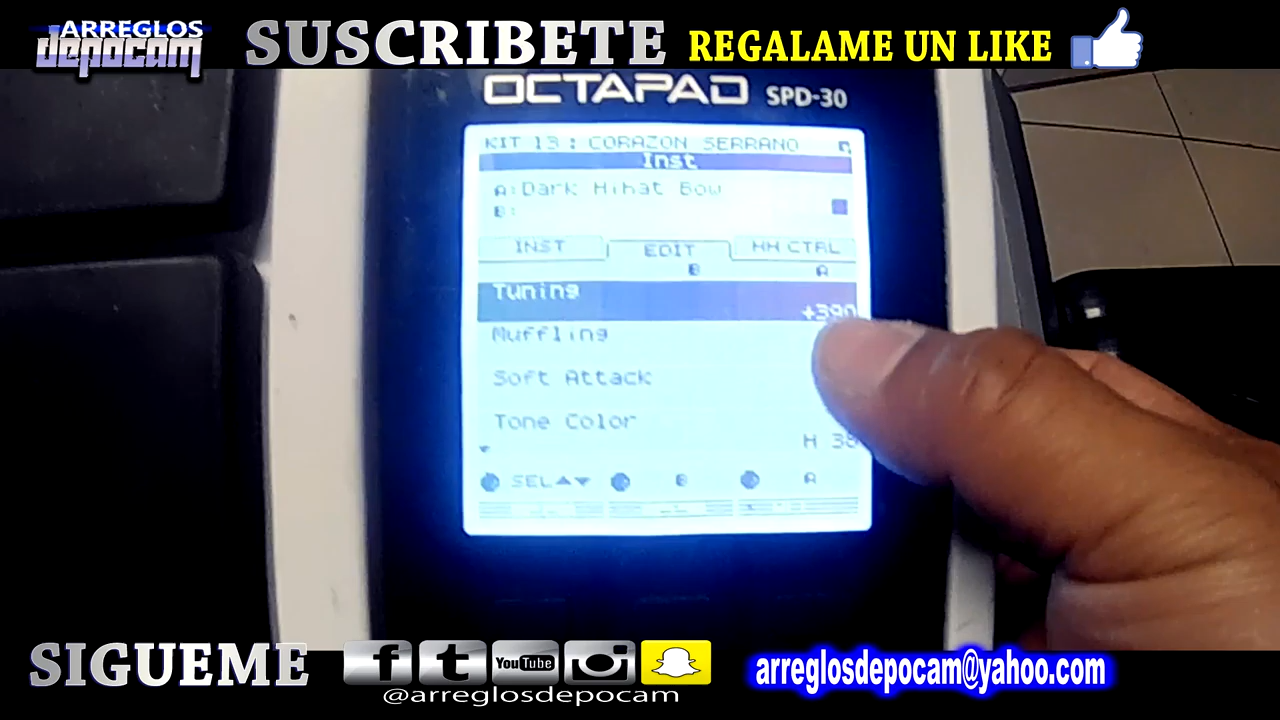 ARREGLOS
depocam
SUSCRIBETE
REGALAME UN LIKE
OCTAPAD SPD-30
KIT 13: CORAZON SERRANO
Inst
A:Dark Hihat Bow
B:
INST EDIT HH CTRL
B A
Tuning
+390
Muffling
Soft Attack
Tone Color
H 38
SEL▲▼ B A
SIGUEME
f t YouTube
@arreglosdepocam
arreglosdepocam@yahoo.com